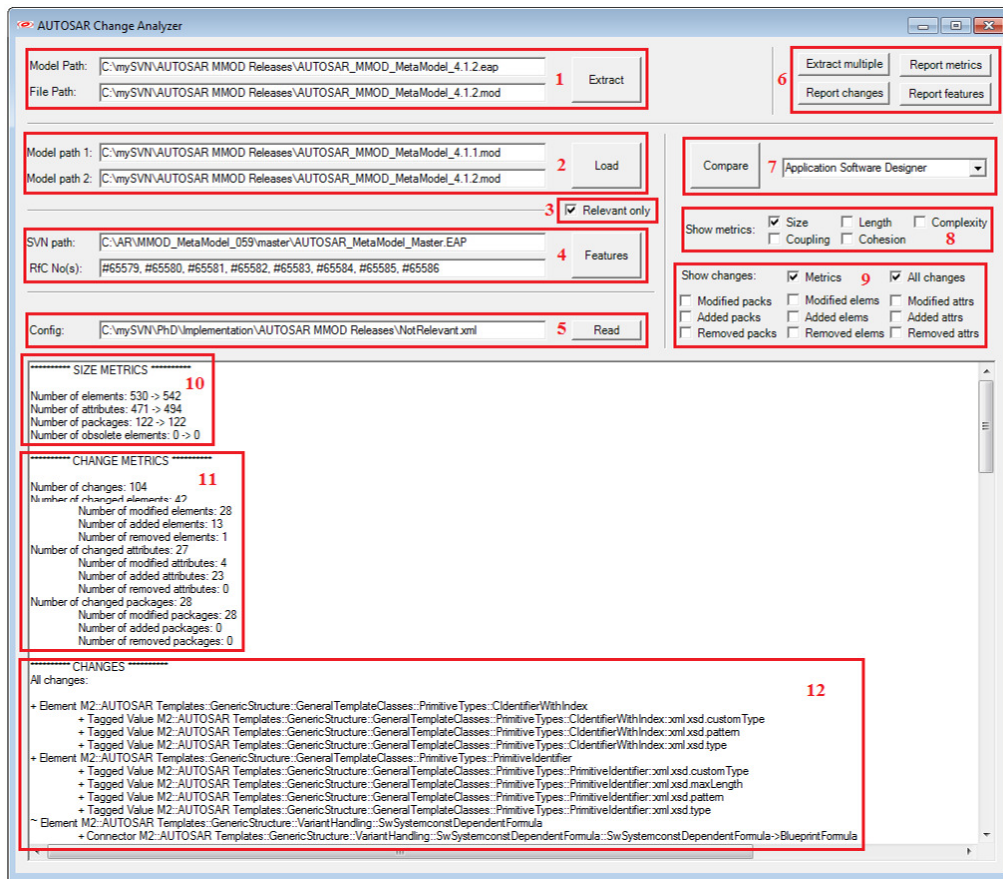 AUTOSAR Change Analyzer
Model Path: C:\mySVN\AUTOSAR MMOD Releases\AUTOSAR_MMOD_MetaModel_4.1.2.eap
File Path: C:\mySVN\AUTOSAR MMOD Releases\AUTOSAR_MMOD_MetaModel_4.1.2.mod
1 Extract
6 Extract multiple Report metrics
Report changes Report features
Model path 1: C:\mySVN\AUTOSAR MMOD Releases\AUTOSAR_MMOD_MetaModel_4.1.1.mod
Model path 2: C:\mySVN\AUTOSAR MMOD Releases\AUTOSAR_MMOD_MetaModel_4.1.2.mod
2 Load
Compare 7 Application Software Designer
3 Relevant only
Show metrics: Size Length Complexity
Coupling Cohesion 8
SVN path: C:\AR\MMOD_MetaModel_059\master\AUTOSAR_MetaModel_Master.EAP
RfC No(s): #65579, #65580, #65581, #65582, #65583, #65584, #65585, #65586
4 Features
Show changes: Metrics 9 All changes
Modified packs Modified elems Modified attrs
Added packs Added elems Added attrs
Removed packs Removed elems Removed attrs
Config: C:\mySVN\PhD\Implementation\AUTOSAR MMOD Releases\NotRelevant.xml 5 Read
********** SIZE METRICS **********
10
Number of elements: 530 -> 542
Number of attributes: 471 -> 494
Number of packages: 122 -> 122
Number of obsolete elements: 0 -> 0
********** CHANGE METRICS **********
11
Number of changes: 104
Number of changed elements: 42
Number of modified elements: 28
Number of added elements: 13
Number of removed elements: 1
Number of changed attributes: 27
Number of modified attributes: 4
Number of added attributes: 23
Number of removed attributes: 0
Number of changed packages: 28
Number of modified packages: 28
Number of added packages: 0
Number of removed packages: 0
********** CHANGES **********
All changes:
12
+ Element M2::AUTOSAR Templates::GenericStructure::GeneralTemplateClasses::PrimitiveTypes::CIdentifierWithIndex
+ Tagged Value M2::AUTOSAR Templates::GenericStructure::GeneralTemplateClasses::PrimitiveTypes::CIdentifierWithIndex::xml.xsd.customType
+ Tagged Value M2::AUTOSAR Templates::GenericStructure::GeneralTemplateClasses::PrimitiveTypes::CIdentifierWithIndex::xml.xsd.pattern
+ Tagged Value M2::AUTOSAR Templates::GenericStructure::GeneralTemplateClasses::PrimitiveTypes::CIdentifierWithIndex::xml.xsd.type
+ Element M2::AUTOSAR Templates::GenericStructure::GeneralTemplateClasses::PrimitiveTypes::PrimitiveIdentifier
+ Tagged Value M2::AUTOSAR Templates::GenericStructure::GeneralTemplateClasses::PrimitiveTypes::PrimitiveIdentifier::xml.xsd.customType
+ Tagged Value M2::AUTOSAR Templates::GenericStructure::GeneralTemplateClasses::PrimitiveTypes::PrimitiveIdentifier::xml.xsd.maxLength
+ Tagged Value M2::AUTOSAR Templates::GenericStructure::GeneralTemplateClasses::PrimitiveTypes::PrimitiveIdentifier::xml.xsd.pattern
+ Tagged Value M2::AUTOSAR Templates::GenericStructure::GeneralTemplateClasses::PrimitiveTypes::PrimitiveIdentifier::xml.xsd.type
~ Element M2::AUTOSAR Templates::GenericStructure::VariantHandling::SwSystemconstDependentFormula
+ Connector M2::AUTOSAR Templates::GenericStructure::VariantHandling::SwSystemconstDependentFormula::SwSystemconstDependentFormula->BlueprintFormula